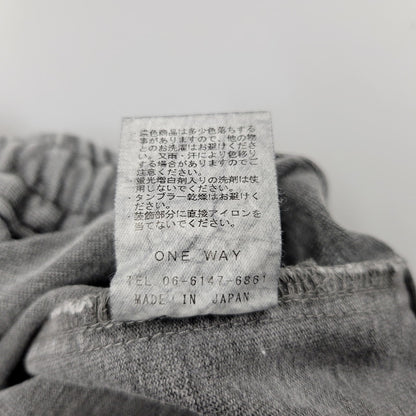 染色商品は多少色落ちする
事がありますので、他の物
とのお洗濯はお避けくださ
い。又雨・汗により色移り
する場合がありますのでご
注意ください。
・蛍光増白剤入りの洗剤は使
用しないでください。
・タンブラー乾燥はお避けく
ださい。
・装飾部分に直接アイロンを
当てないでください。
ONE WAY
TEL 06-6147-6861
MADE IN JAPAN